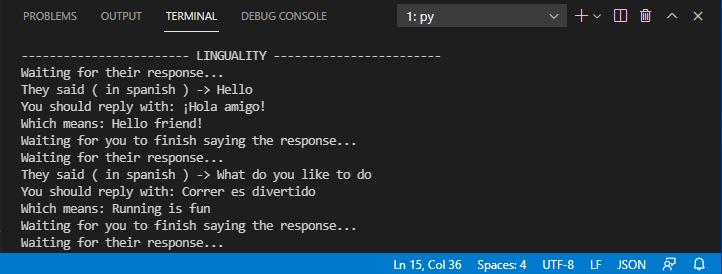 PROBLEMS OUTPUT TERMINAL DEBUG CONSOLE 1: py
------------------------ LINGUALITY ------------------------
Waiting for their response...
They said ( in spanish ) -> Hello
You should reply with: ¡Hola amigo!
Which means: Hello friend!
Waiting for you to finish saying the response...
Waiting for their response...
They said ( in spanish ) -> What do you like to do
You should reply with: Correr es divertido
Which means: Running is fun
Waiting for you to finish saying the response...
Waiting for their response...
Ln 15, Col 36 Spaces: 4 UTF-8 LF JSON